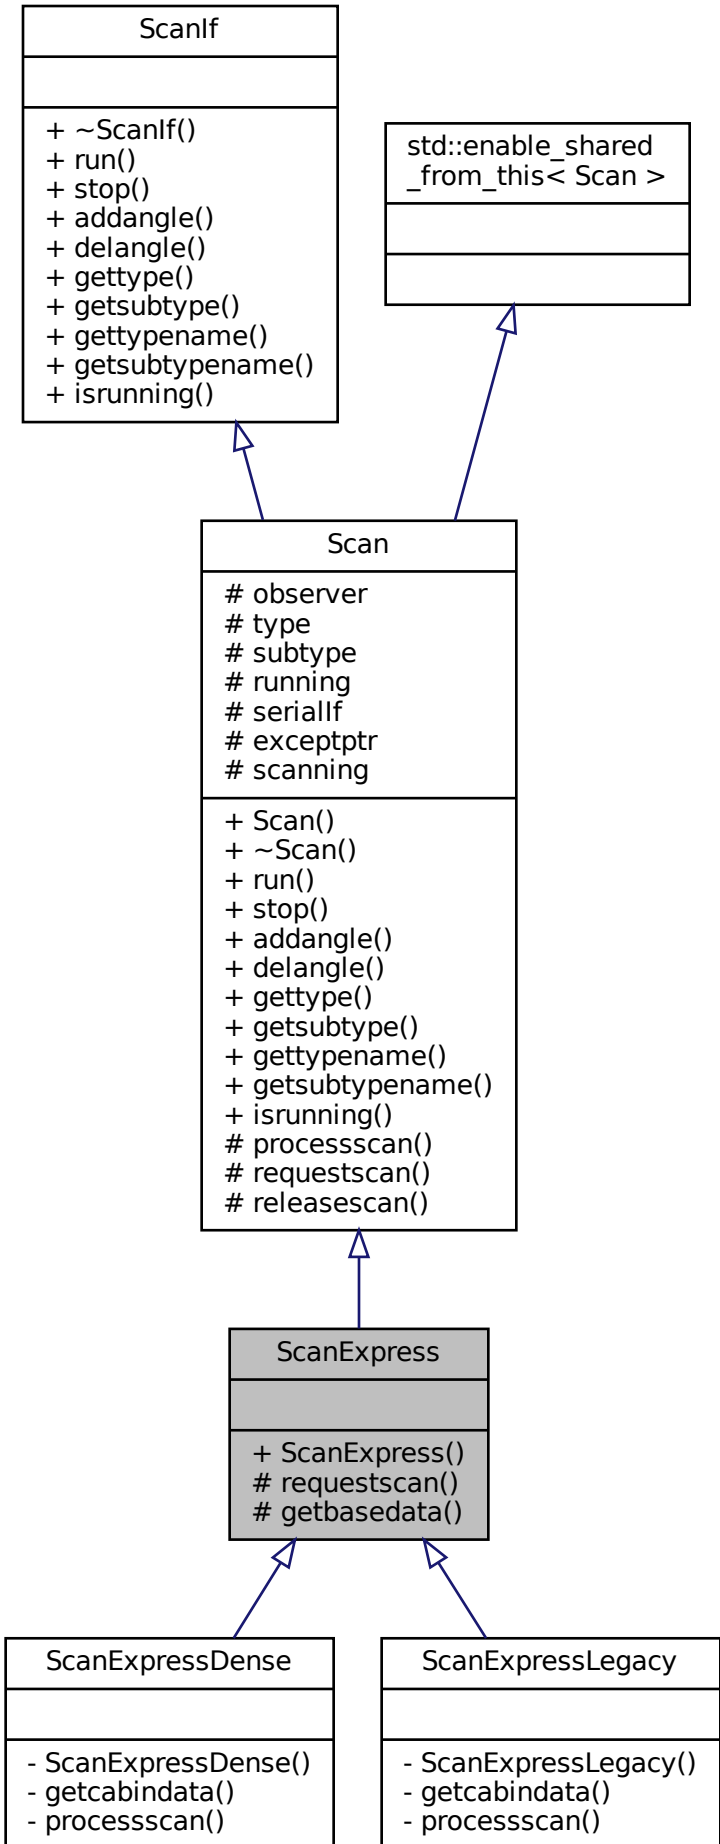 ScanIf
+ ~ScanIf()
+ run()
+ stop()
+ addangle()
+ delangle()
+ gettype()
+ getsubtype()
+ gettypename()
+ getsubtypename()
+ isrunning()
std::enable_shared
_from_this< Scan >
Scan
# observer
# type
# subtype
# running
# serialIf
# exceptptr
# scanning
+ Scan()
+ ~Scan()
+ run()
+ stop()
+ addangle()
+ delangle()
+ gettype()
+ getsubtype()
+ gettypename()
+ getsubtypename()
+ isrunning()
# processscan()
# requestscan()
# releasescan()
ScanExpress
+ ScanExpress()
# requestscan()
# getbasedata()
ScanExpressDense
- ScanExpressDense()
- getcabindata()
- processscan()
ScanExpressLegacy
- ScanExpressLegacy()
- getcabindata()
- processscan()